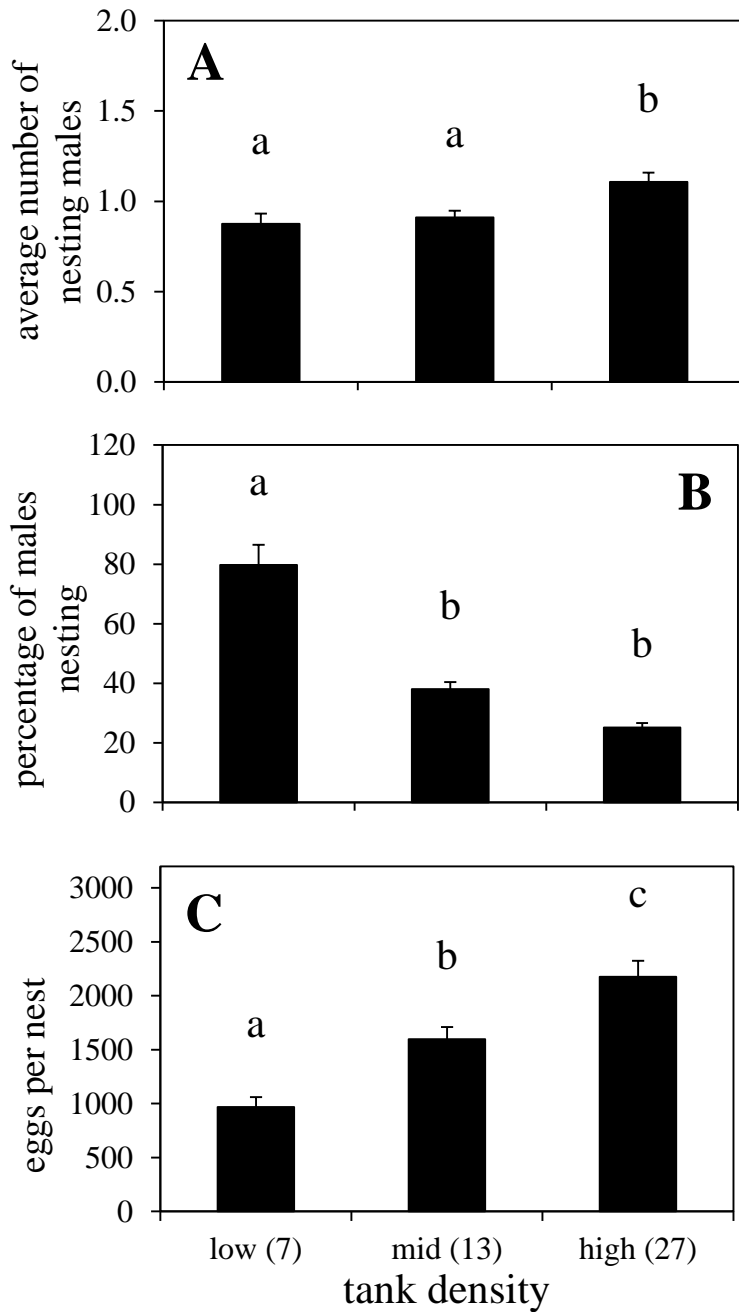 average number of
nesting males
2.0
1.5
1.0
0.5
0.0
A
a
a
b
percentage of males
nesting
120
100
80
60
40
20
0
B
a
b
b
eggs per nest
3000
2500
2000
1500
1000
500
0
C
a
b
c
low (7) mid (13) high (27)
tank density